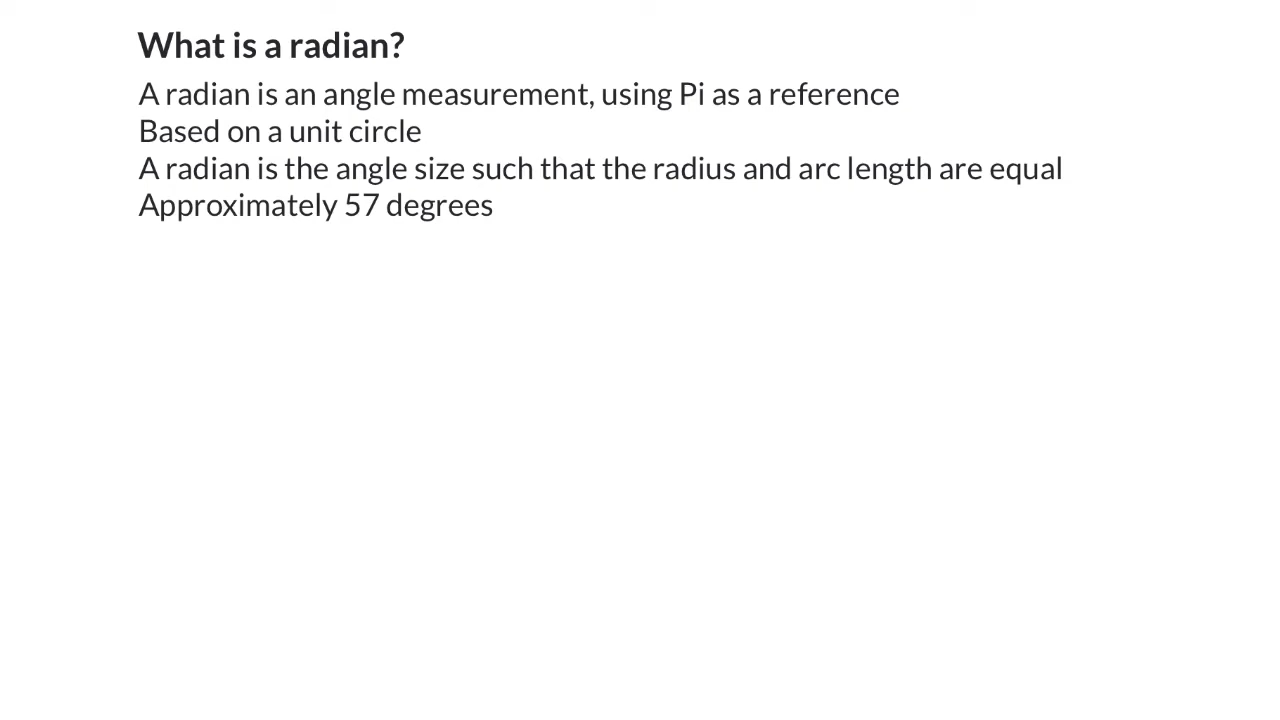 What is a radian?
A radian is an angle measurement, using Pi as a reference
Based on a unit circle
A radian is the angle size such that the radius and arc length are equal
Approximately 57 degrees